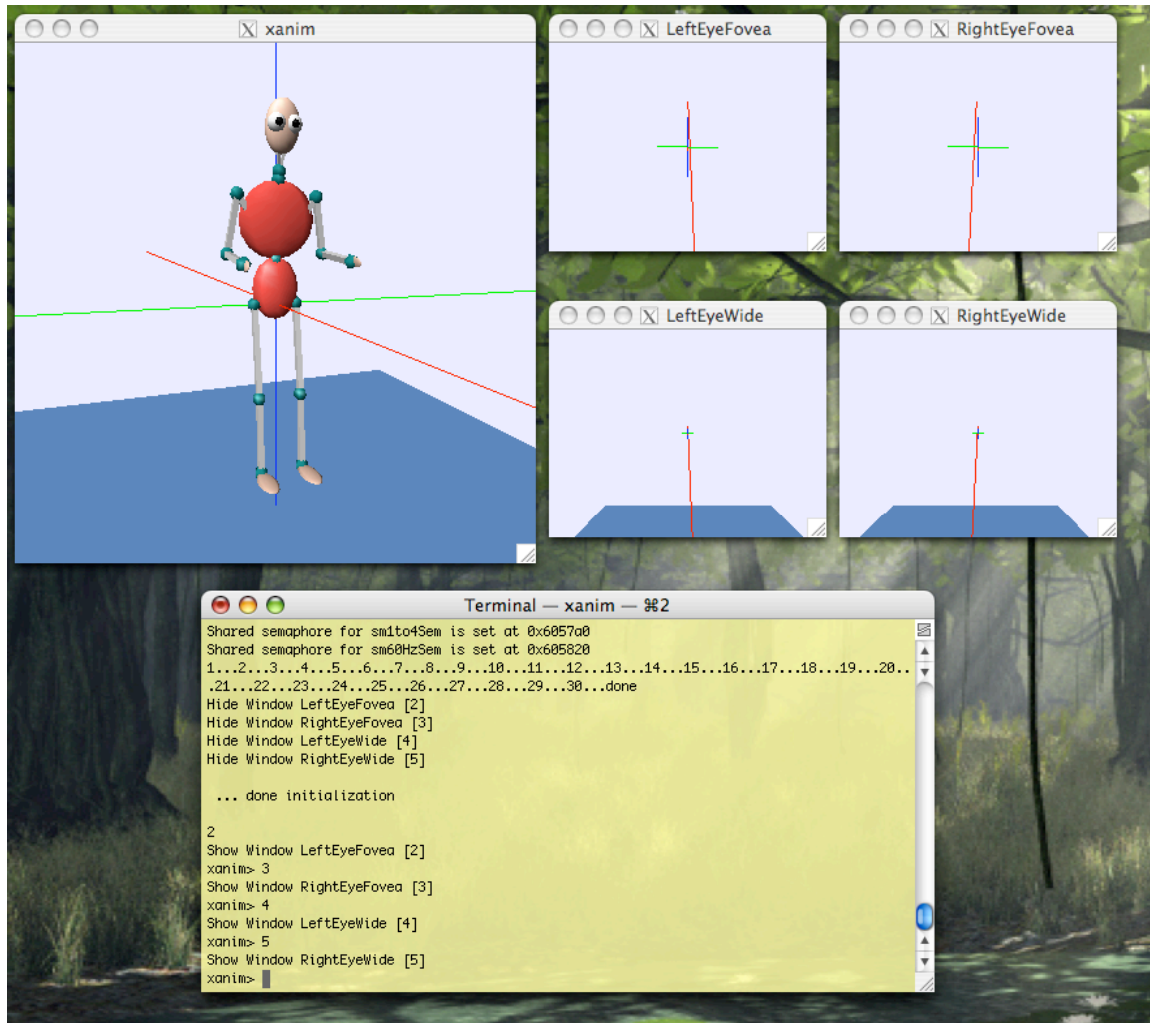 xanim
LeftEyeFovea
RightEyeFovea
LeftEyeWide
RightEyeWide
Terminal — xanim — ⌘2
Shared semaphore for sm1to4Sem is set at 0x6057a0
Shared semaphore for sm60HzSem is set at 0x605820
1...2...3...4...5...6...7...8...9...10...11...12...13...14...15...16...17...18...19...20..
.21...22...23...24...25...26...27...28...29...30...done
Hide Window LeftEyeFovea [2]
Hide Window RightEyeFovea [3]
Hide Window LeftEyeWide [4]
Hide Window RightEyeWide [5]
... done initialization
2
Show Window LeftEyeFovea [2]
xanim> 3
Show Window RightEyeFovea [3]
xanim> 4
Show Window LeftEyeWide [4]
xanim> 5
Show Window RightEyeWide [5]
xanim>